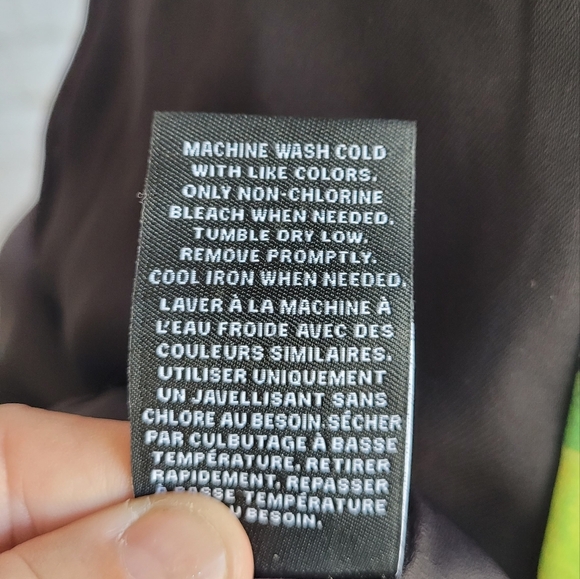 MACHINE WASH COLD
WITH LIKE COLORS.
ONLY NON-CHLORINE
BLEACH WHEN NEEDED.
TUMBLE DRY LOW.
REMOVE PROMPTLY.
COOL IRON WHEN NEEDED.
LAVER À LA MACHINE À
L'EAU FROIDE AVEC DES
COULEURS SIMILAIRES.
UTILISER UNIQUEMENT
UN JAVELLISANT SANS
CHLORE AU BESOIN.SÉCHER
PAR CULBUTAGE À BASSE
TEMPÉRATURE. RETIRER
RAPIDEMENT. REPASSER
À BASSE TEMPÉRATURE
BESOIN.